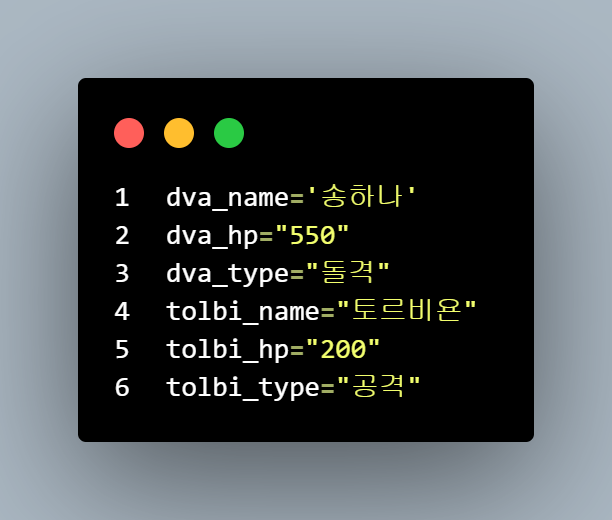 1 dva_name='송하나'
2 dva_hp="550"
3 dva_type="돌격"
4 tolbi_name="토르비욘"
5 tolbi_hp="200"
6 tolbi_type="공격"